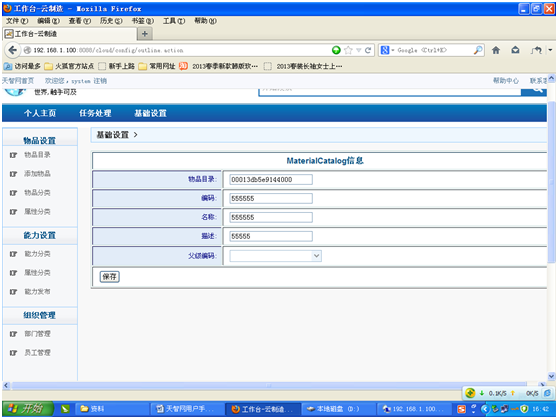 工作台-云制造 - Mozilla Firefox
文件(F) 编辑(E) 查看(V) 历史(S) 书签(B) 工具(T) 帮助(H)
工作台-云制造
192.168.1.100:8080/cloud/config/outline.action
Google <Ctrl+K>
访问最多 火狐官方站点 新手上路 常用网址 2013春季新款韩版玫… 2013春装长袖女士上…
天智网首页 欢迎您,system 注销 帮助中心 联系客
世界,触手可及
个人主页 任务处理 基础设置
物品设置
物品目录
添加物品
物品分类
属性分类
能力设置
能力分类
属性分类
能力发布
组织管理
部门管理
员工管理
基础设置 >
MaterialCatalog信息
物品目录: 00013db5e9144000
编码: 555555
名称: 555555
描述: 55555
父级编码:
保存
0.1K/S 0K/S
开始 资料 天智网用户手… 工作台-云制造… 本地磁盘 (D:) 192.168.1.100… 16:42